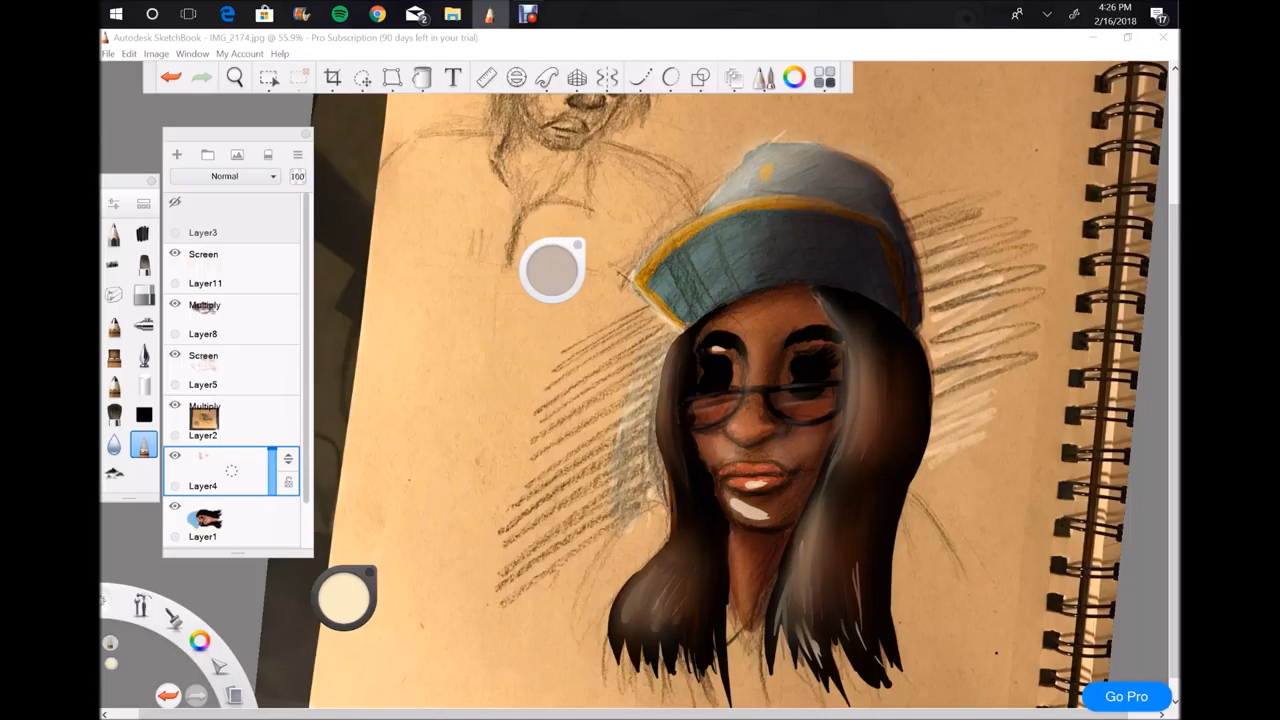 4:26 PM
2/16/2018
2
17
Autodesk SketchBook - IMG_2174.jpg @ 55.9% - Pro Subscription (90 days left in your trial)
File Edit Image Window My Account Help
T
Normal
100
Layer3
Screen
Layer11
Multiply
Layer8
Screen
Layer5
Multiply
Layer2
Layer4
Layer1
Go Pro